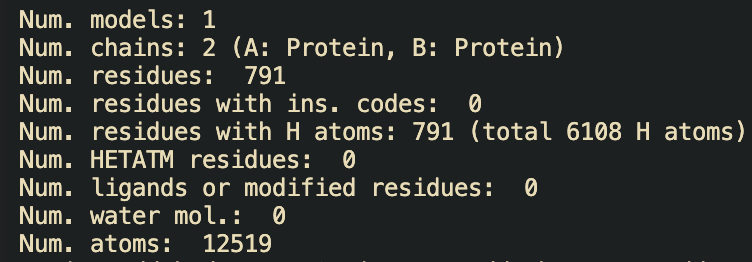 Num. models: 1
Num. chains: 2 (A: Protein, B: Protein)
Num. residues:  791
Num. residues with ins. codes:  0
Num. residues with H atoms: 791 (total 6108 H atoms)
Num. HETATM residues:  0
Num. ligands or modified residues:  0
Num. water mol.:  0
Num. atoms:  12519